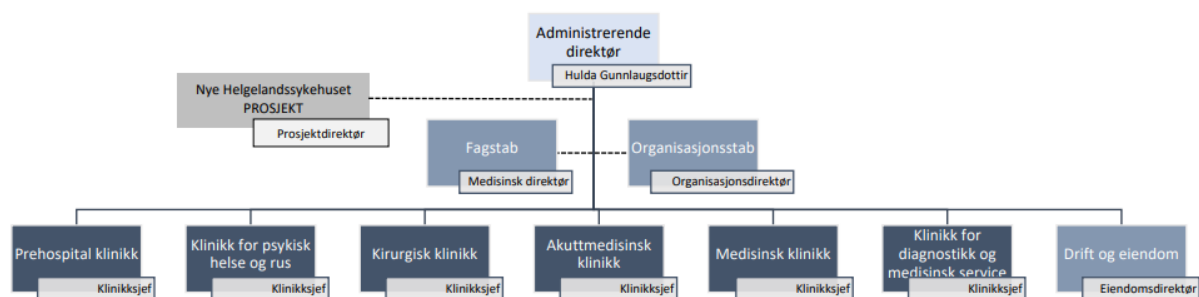 Administrerende
direktør
Hulda Gunnlaugsdottir
Nye Helgelandssykehuset
PROSJEKT
Prosjektdirektør
Fagstab
Medisinsk direktør
Organisasjonsstab
Organisasjonsdirektør
Prehospital klinikk
Klinikksjef
Klinikk for psykisk
helse og rus
Klinikksjef
Kirurgisk klinikk
Klinikksjef
Akuttmedisinsk
klinikk
Klinikksjef
Medisinsk klinikk
Klinikksjef
Klinikk for
diagnostikk og
medisinsk service
Klinikksjef
Drift og eiendom
Eiendomsdirektør